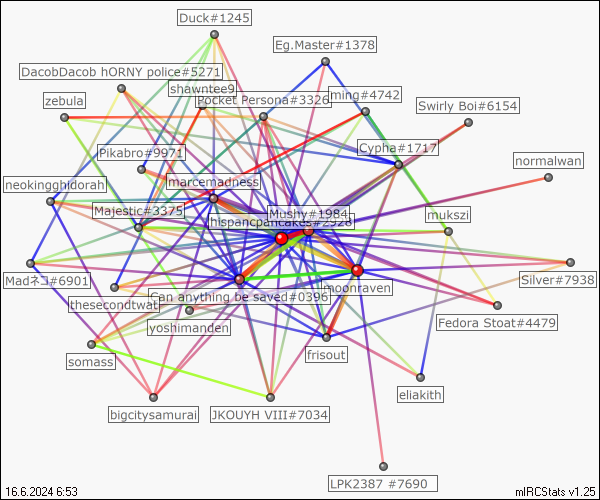 Duck#1245
Eg.Master#1378
DacobDacob hORNY police#5271
shawntee9
zebula
Pocket Persona#3326
ming#4742
Swirly Boi#6154
Pikabro#9971
Cypha#1717
normalwan
marcemadness
neokingghidorah
Majestic#3375
Mushy#1984
mukszi
hispancpancakes#2928
Madネコ#6901
Silver#7938
moonraven
Can anything be saved#0396
thesecondtwat
Fedora Stoat#4479
yoshimanden
frisout
somass
eliakith
bigcitysamurai
JKOUYH VIII#7034
LPK2387 #7690
16.6.2024 6:53
mIRCStats v1.25